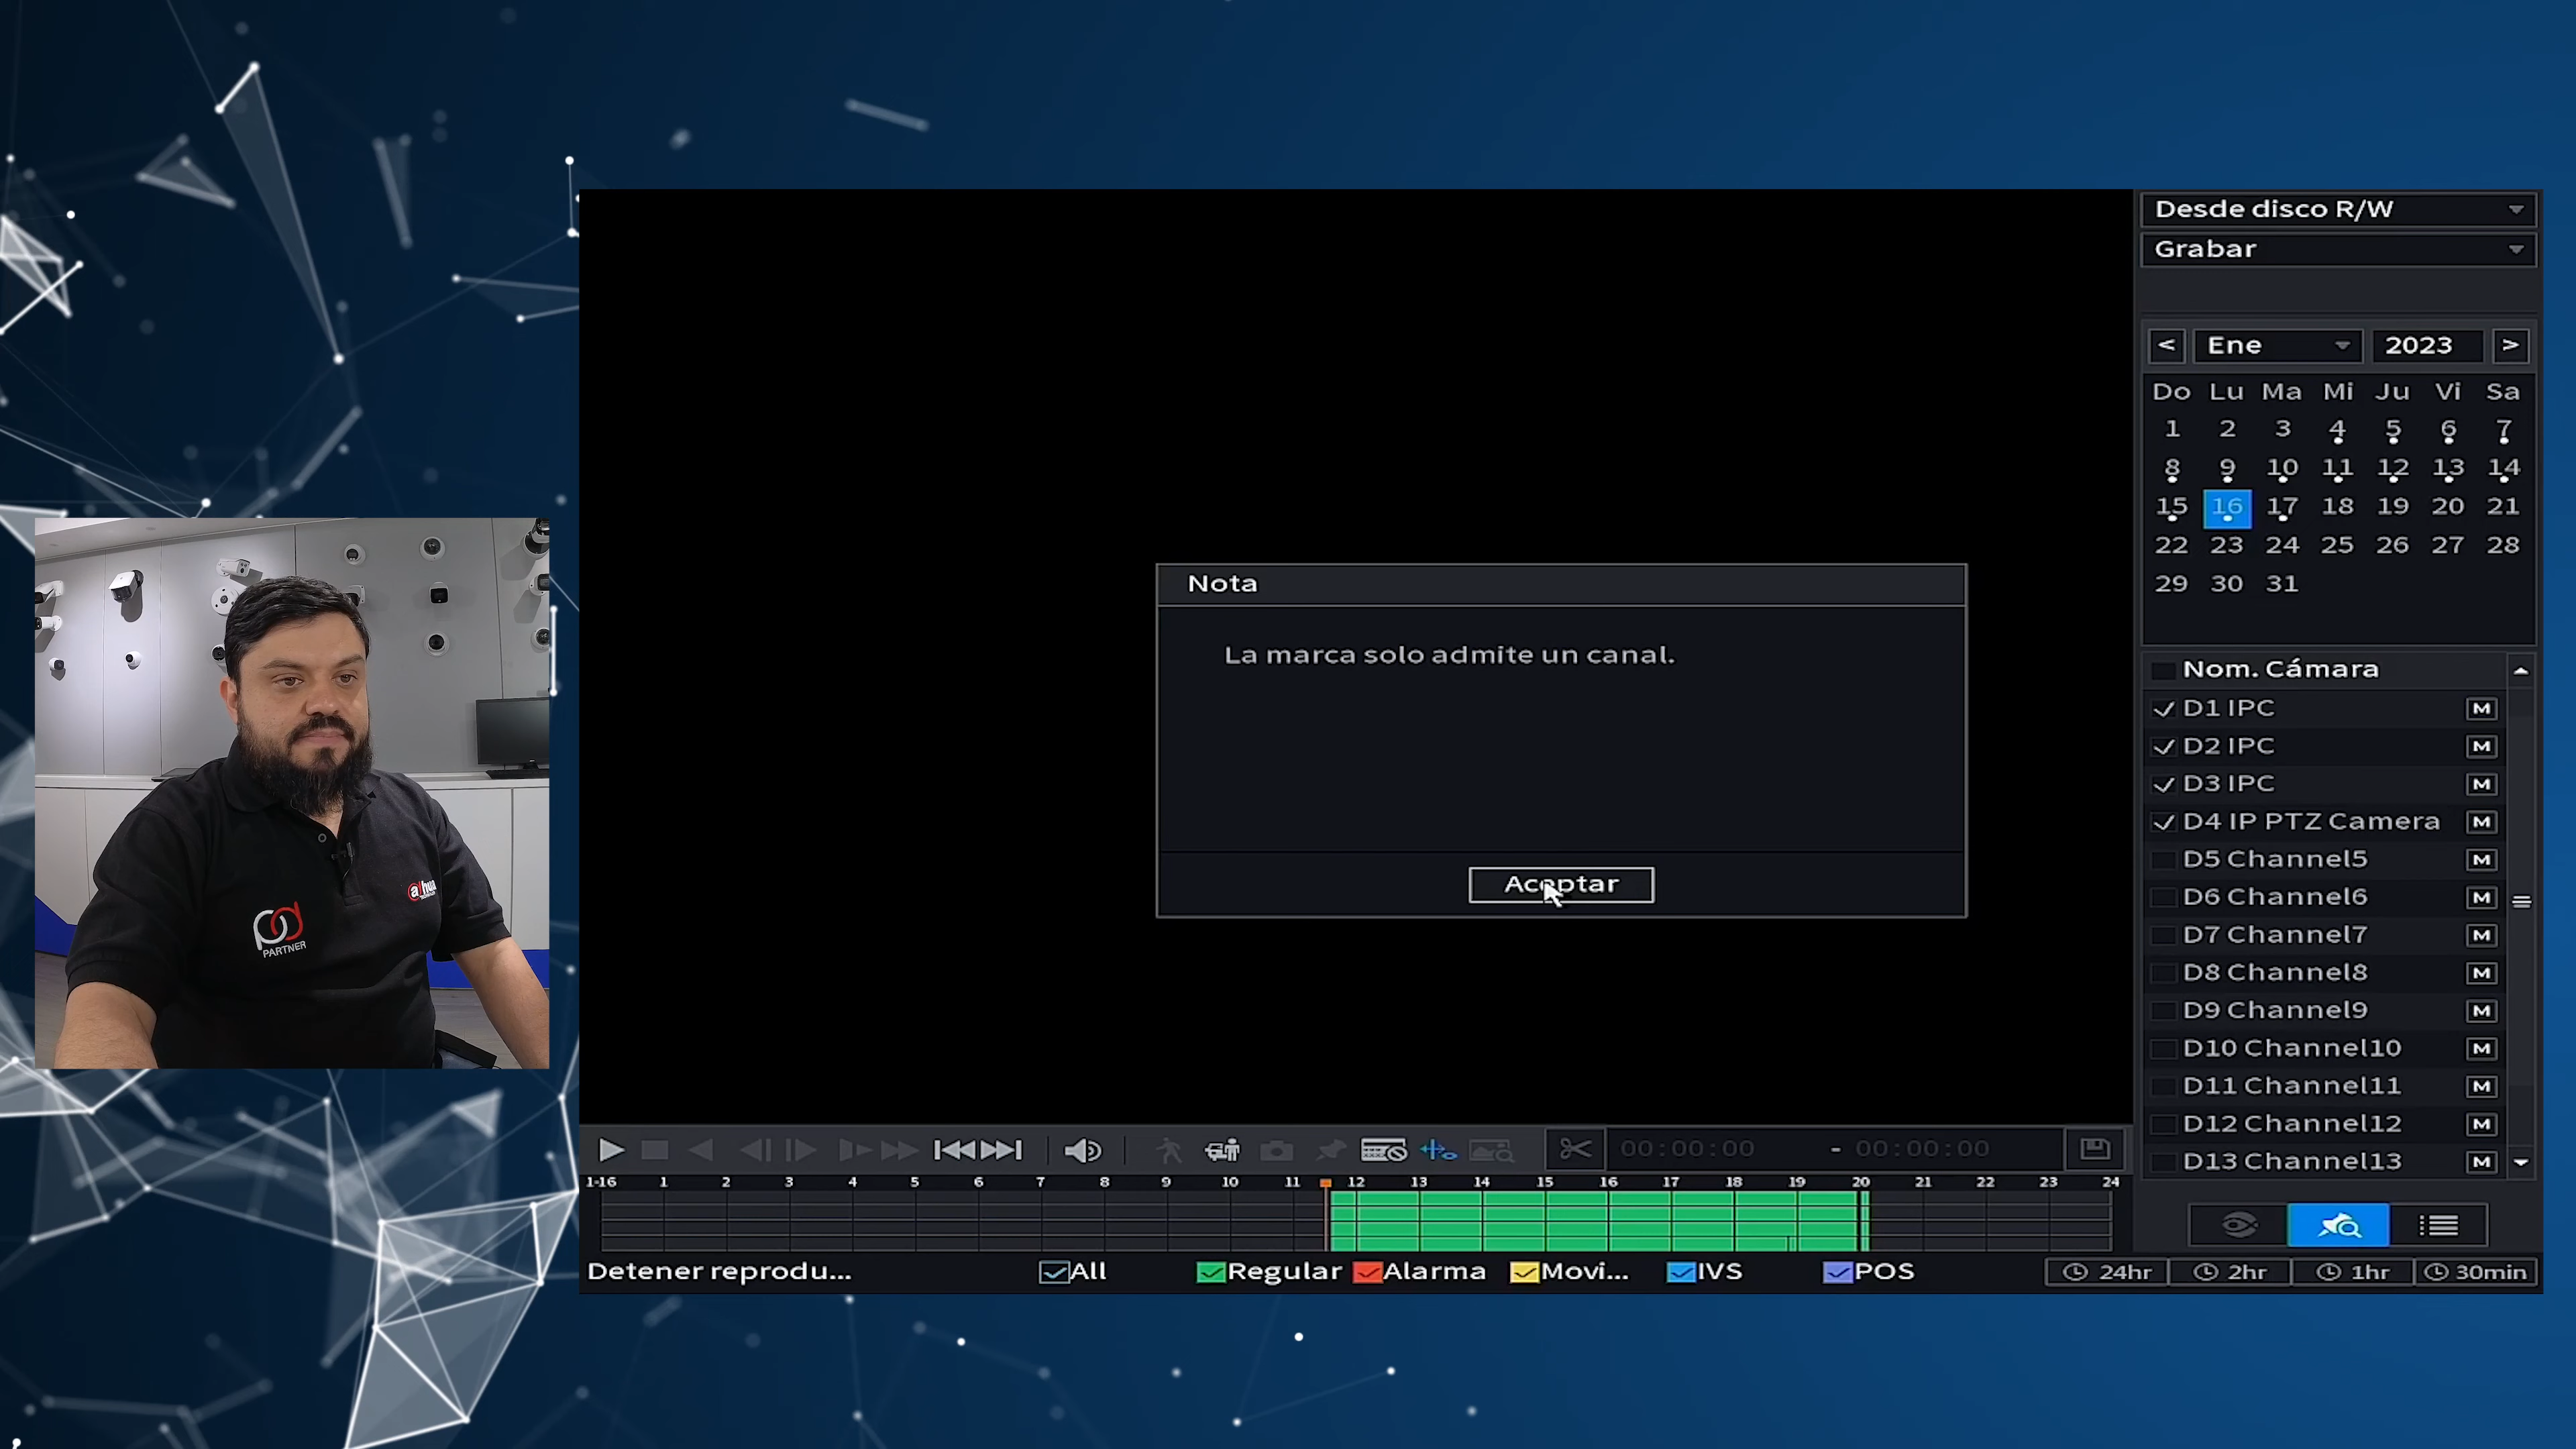 Desde disco R/W
Grabar
< Ene 2023 >
Do Lu Ma Mi Ju Vi Sa
1 2 3 4 5 6 7
8 9 10 11 12 13 14
15 16 17 18 19 20 21
22 23 24 25 26 27 28
29 30 31
Nota
La marca solo admite un canal.
Aceptar
Nom. Cámara
D1 IPC M
D2 IPC M
D3 IPC M
D4 IP PTZ Camera M
D5 Channel5 M
D6 Channel6 M
D7 Channel7 M
D8 Channel8 M
D9 Channel9 M
D10 Channel10 M
D11 Channel11 M
D12 Channel12 M
D13 Channel13 M
alhua
PARTNER
00:00:00 - 00:00:00
1-16 1 2 3 4 5 6 7 8 9 10 11 12 13 14 15 16 17 18 19 20 21 22 23 24
Detener reprodu... All Regular Alarma Movi... IVS POS 24hr 2hr 1hr 30min